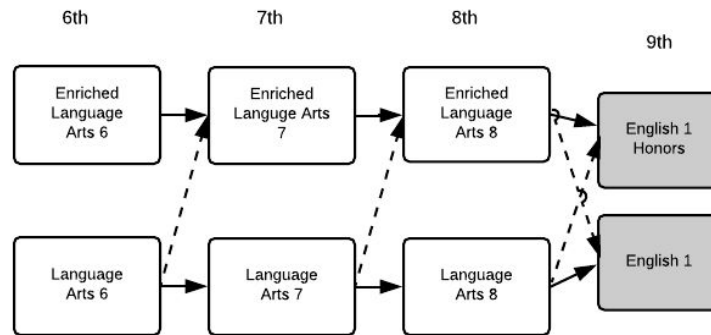 6th
7th
8th
9th
Enriched
Language
Arts 6
Enriched
Languge Arts
7
Enriched
Language
Arts 8
English 1
Honors
Language
Arts 6
Language
Arts 7
Language
Arts 8
English 1